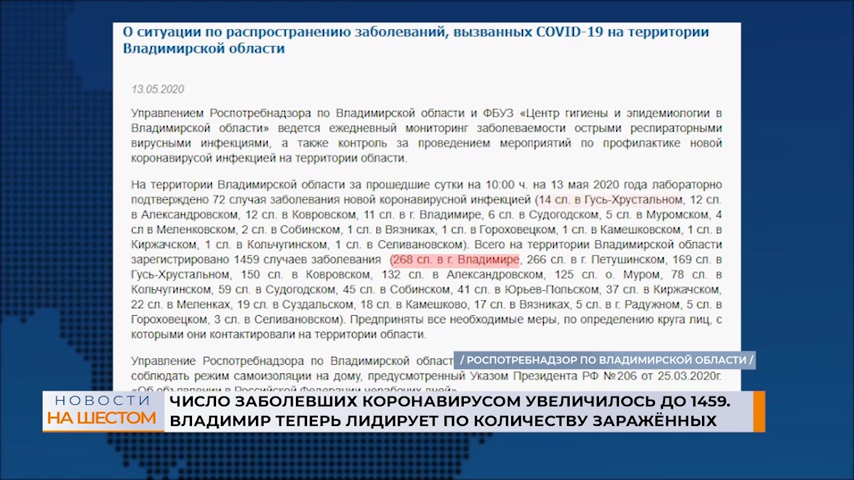 О ситуации по распространению заболеваний, вызванных COVID-19 на территории
Владимирской области
13.05.2020
Управлением Роспотребнадзора по Владимирской области и ФБУЗ «Центр гигиены и эпидемиологии в
Владимирской области» ведется ежедневный мониторинг заболеваемости острыми респираторными
вирусными инфекциями, а также контроль за проведением мероприятий по профилактике новой
коронавирусой инфекцией на территории области.
На территории Владимирской области за прошедшие сутки на 10:00 ч. на 13 мая 2020 года лабораторно
подтверждено 72 случая заболевания новой коронавирусной инфекцией (14 сл. в Гусь-Хрустальном, 12 сл.
в Александровском, 12 сл. в Ковровском, 11 сл. в г. Владимире, 6 сл. в Судогодском, 5 сл. в Муромском, 4
сл в Меленковском, 2 сл. в Собинском, 1 сл. в Вязниках, 1 сл. в Гороховецком, 1 сл. в Камешковском, 1 сл. в
Киржачском, 1 сл. в Кольчугинском, 1 сл. в Селивановском). Всего на территории Владимирской области
зарегистрировано 1459 случаев заболевания (268 сл. в г. Владимире, 266 сл. в г. Петушинском, 169 сл. в
Гусь-Хрустальном, 150 сл. в Ковровском, 132 сл. в Александровском, 125 сл. о. Муром, 78 сл. в
Кольчугинском, 59 сл. в Судогодском, 45 сл. в Собинском, 41 сл. в Юрьев-Польском, 37 сл. в Киржачском,
22 сл. в Меленках, 19 сл. в Суздальском, 18 сл. в Камешково, 17 сл. в Вязниках, 5 сл. в г. Радужном, 5 сл. в
Гороховецком, 3 сл. в Селивановском). Предприняты все необходимые меры, по определению круга лиц, с
которыми они контактировали на территории области.
Управление Роспотребнадзора по Владимирской област
/ РОСПОТРЕБНАДЗОР ПО ВЛАДИМИРСКОЙ ОБЛАСТИ /
соблюдать режим самоизоляции на дому, предусмотренный Указом Президента РФ №206 от 25.03.2020г.
«Об объявлении в Российской Федерации нерабочих дней».
НОВОСТИ
НА ШЕСТОМ
ЧИСЛО ЗАБОЛЕВШИХ КОРОНАВИРУСОМ УВЕЛИЧИЛОСЬ ДО 1459.
ВЛАДИМИР ТЕПЕРЬ ЛИДИРУЕТ ПО КОЛИЧЕСТВУ ЗАРАЖЁННЫХ